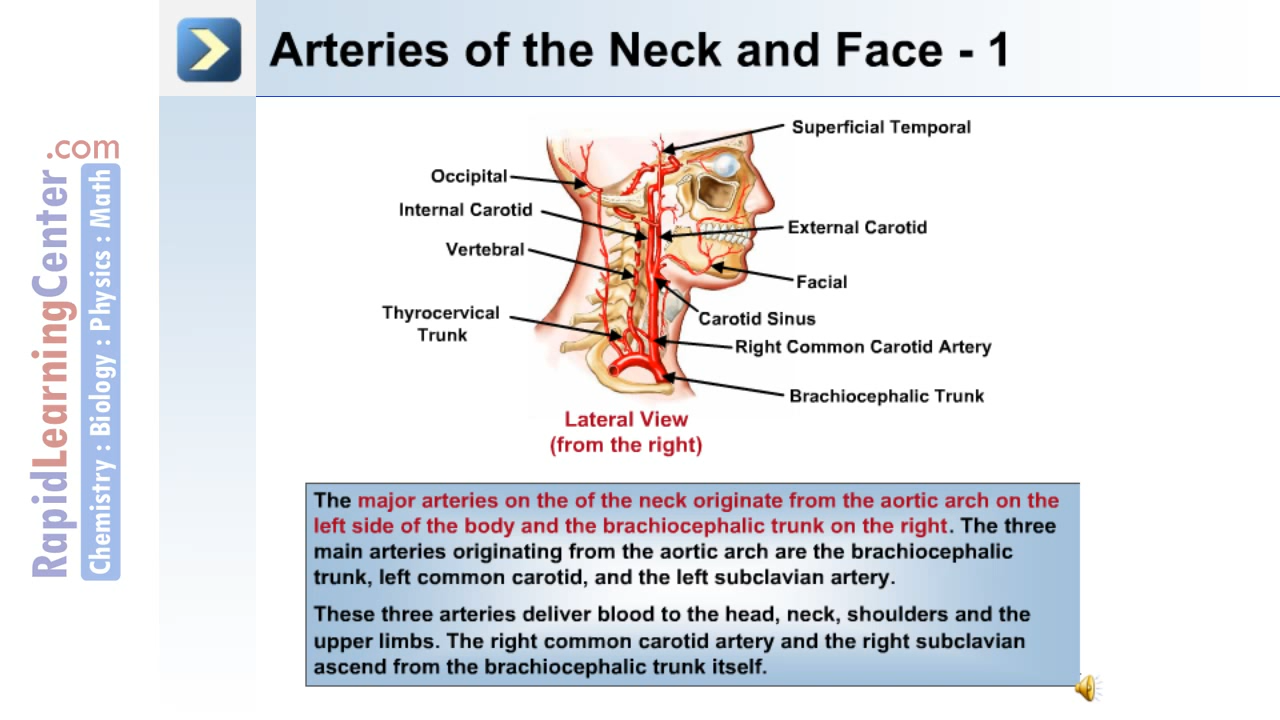 Arteries of the Neck and Face - 1
RapidLearningCenter.com
Chemistry : Biology : Physics : Math
Superficial Temporal
Occipital
Internal Carotid
External Carotid
Vertebral
Facial
Thyrocervical
Trunk
Carotid Sinus
Right Common Carotid Artery
Brachiocephalic Trunk
Lateral View
(from the right)
The major arteries on the of the neck originate from the aortic arch on the
left side of the body and the brachiocephalic trunk on the right. The three
main arteries originating from the aortic arch are the brachiocephalic
trunk, left common carotid, and the left subclavian artery.
These three arteries deliver blood to the head, neck, shoulders and the
upper limbs. The right common carotid artery and the right subclavian
ascend from the brachiocephalic trunk itself.